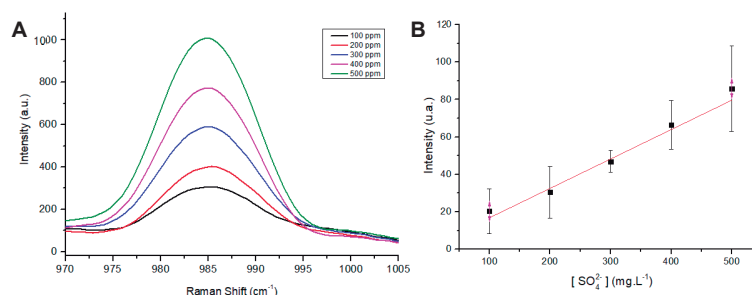 A
1000
800
600
400
200
0
Intensity (a.u.)
970 975 980 985 990 995 1000 1005
Raman Shift (cm⁻¹)
100 ppm
200 ppm
300 ppm
400 ppm
500 ppm
B
120
100
80
60
40
20
0
Intensity (u.a.)
100 200 300 400 500
[ SO₄²⁻ ] (mg.L⁻¹)